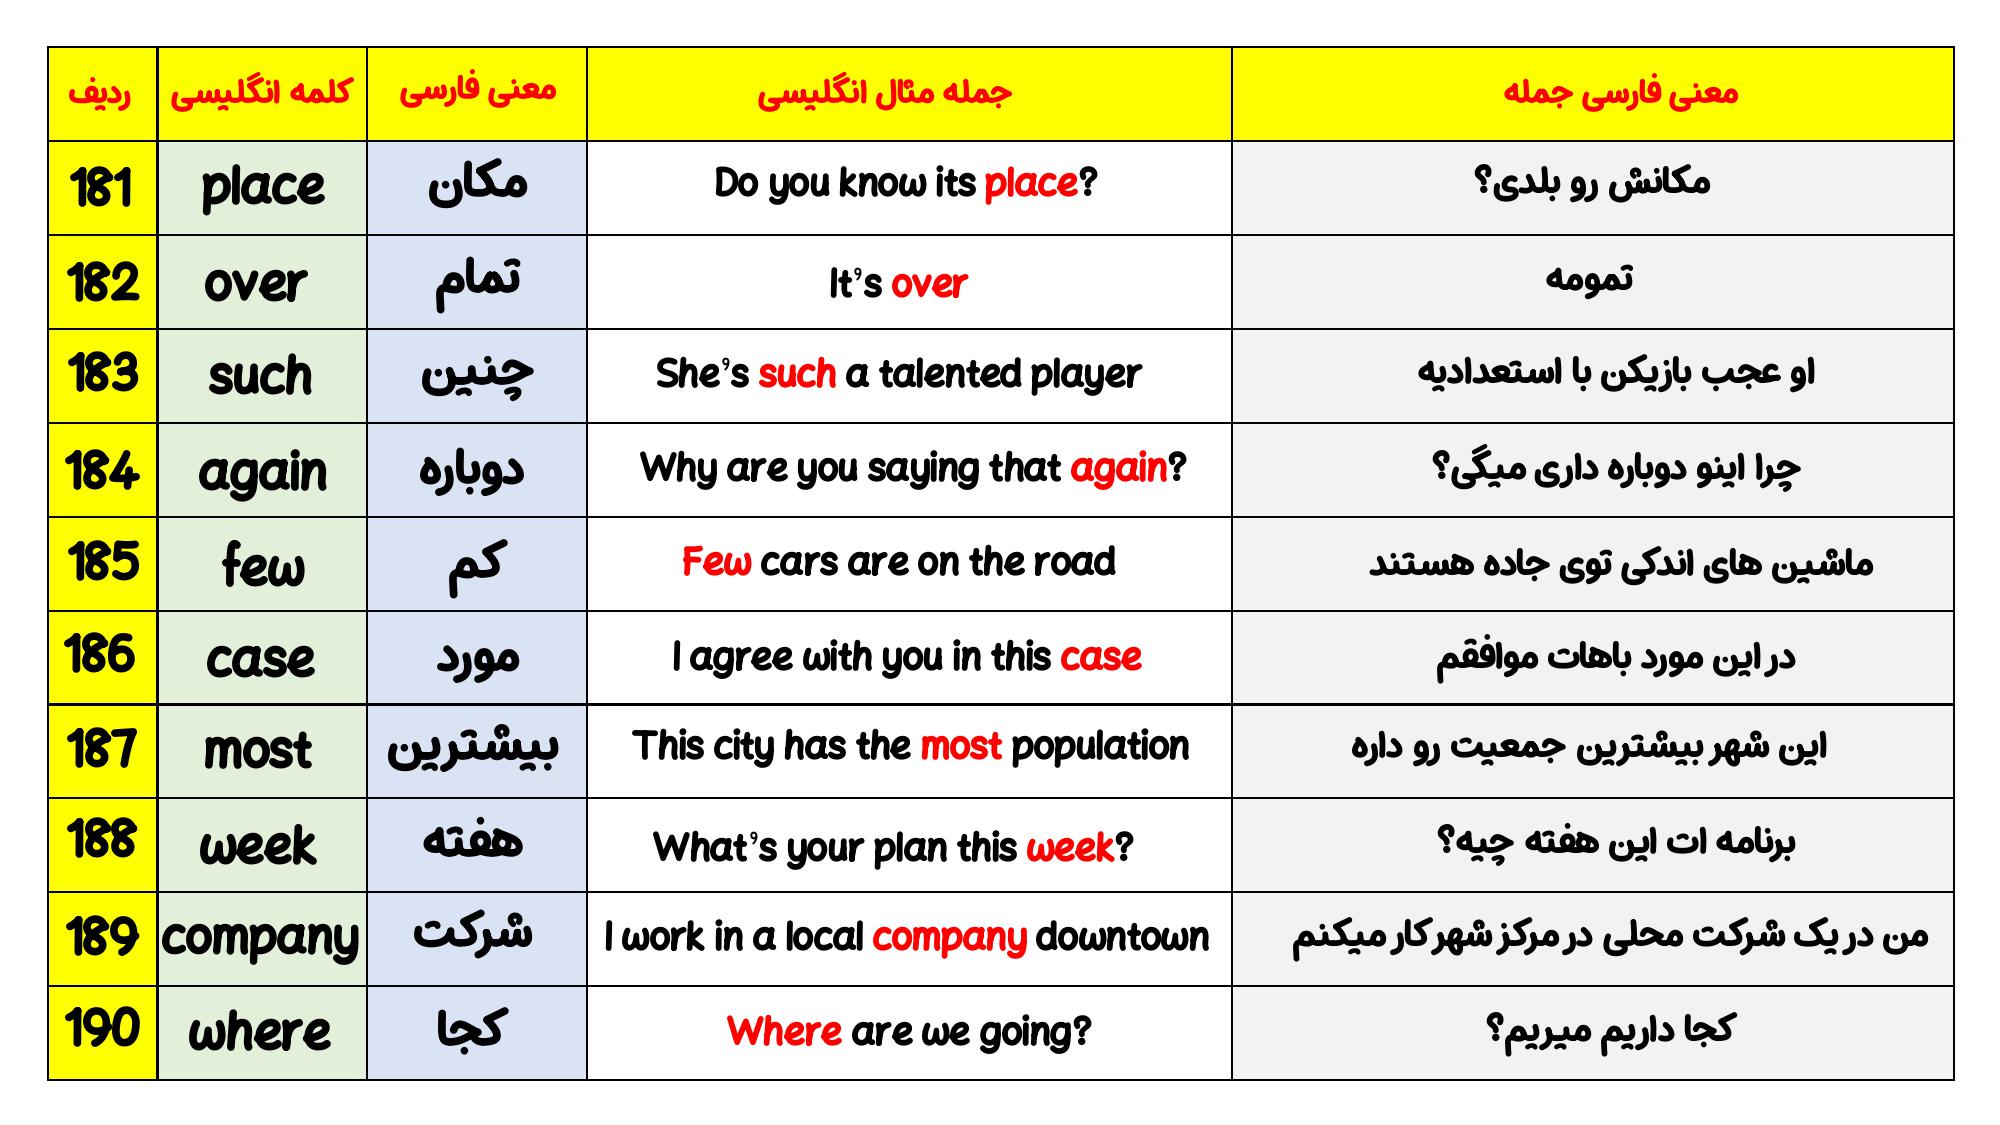 ردیف کلمه انگلیسی معنی فارسی جمله مثال انگلیسی معنی فارسی جمله
181 place مکان Do you know its place? مکانش رو بلدی؟
182 over تمام It's over تمومه
183 such چنین She's such a talented player او عجب بازیکن با استعدادیه
184 again دوباره Why are you saying that again? چرا اینو دوباره داری میگی؟
185 few کم Few cars are on the road ماشین های اندکی توی جاده هستند
186 case مورد I agree with you in this case در این مورد باهات موافقم
187 most بیشترین This city has the most population این شهر بیشترین جمعیت رو داره
188 week هفته What's your plan this week? برنامه ات این هفته چیه؟
189 company شرکت I work in a local company downtown من در یک شرکت محلی در مرکز شهر کار میکنم
190 where کجا Where are we going? کجا داریم میریم؟